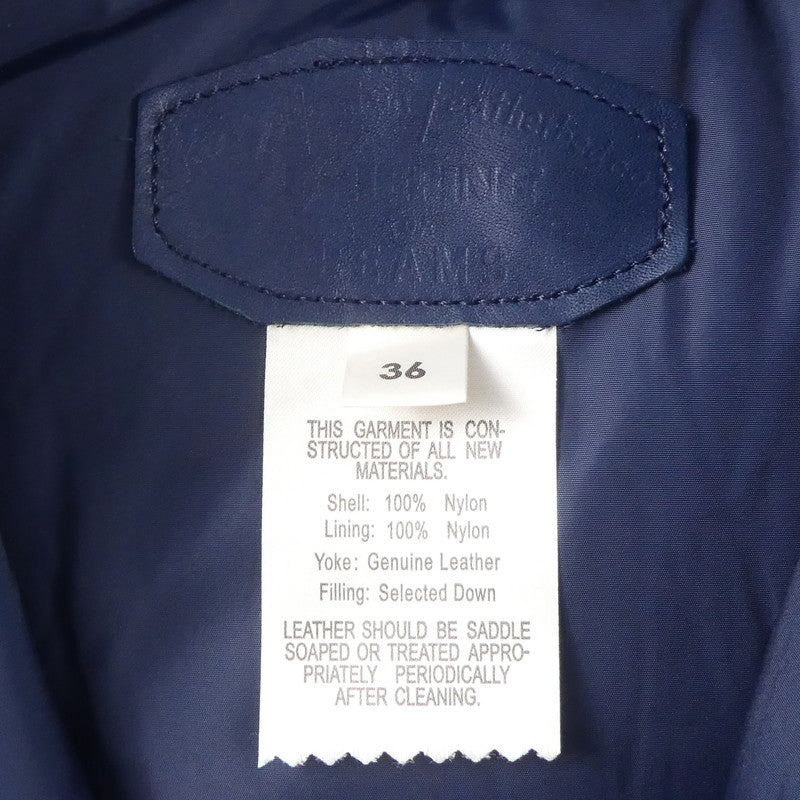 36
THIS GARMENT IS CON-
STRUCTED OF ALL NEW
MATERIALS.
Shell: 100% Nylon
Lining: 100% Nylon
Yoke: Genuine Leather
Filling: Selected Down
LEATHER SHOULD BE SADDLE
SOAPED OR TREATED APPRO-
PRIATELY PERIODICALLY
AFTER CLEANING.